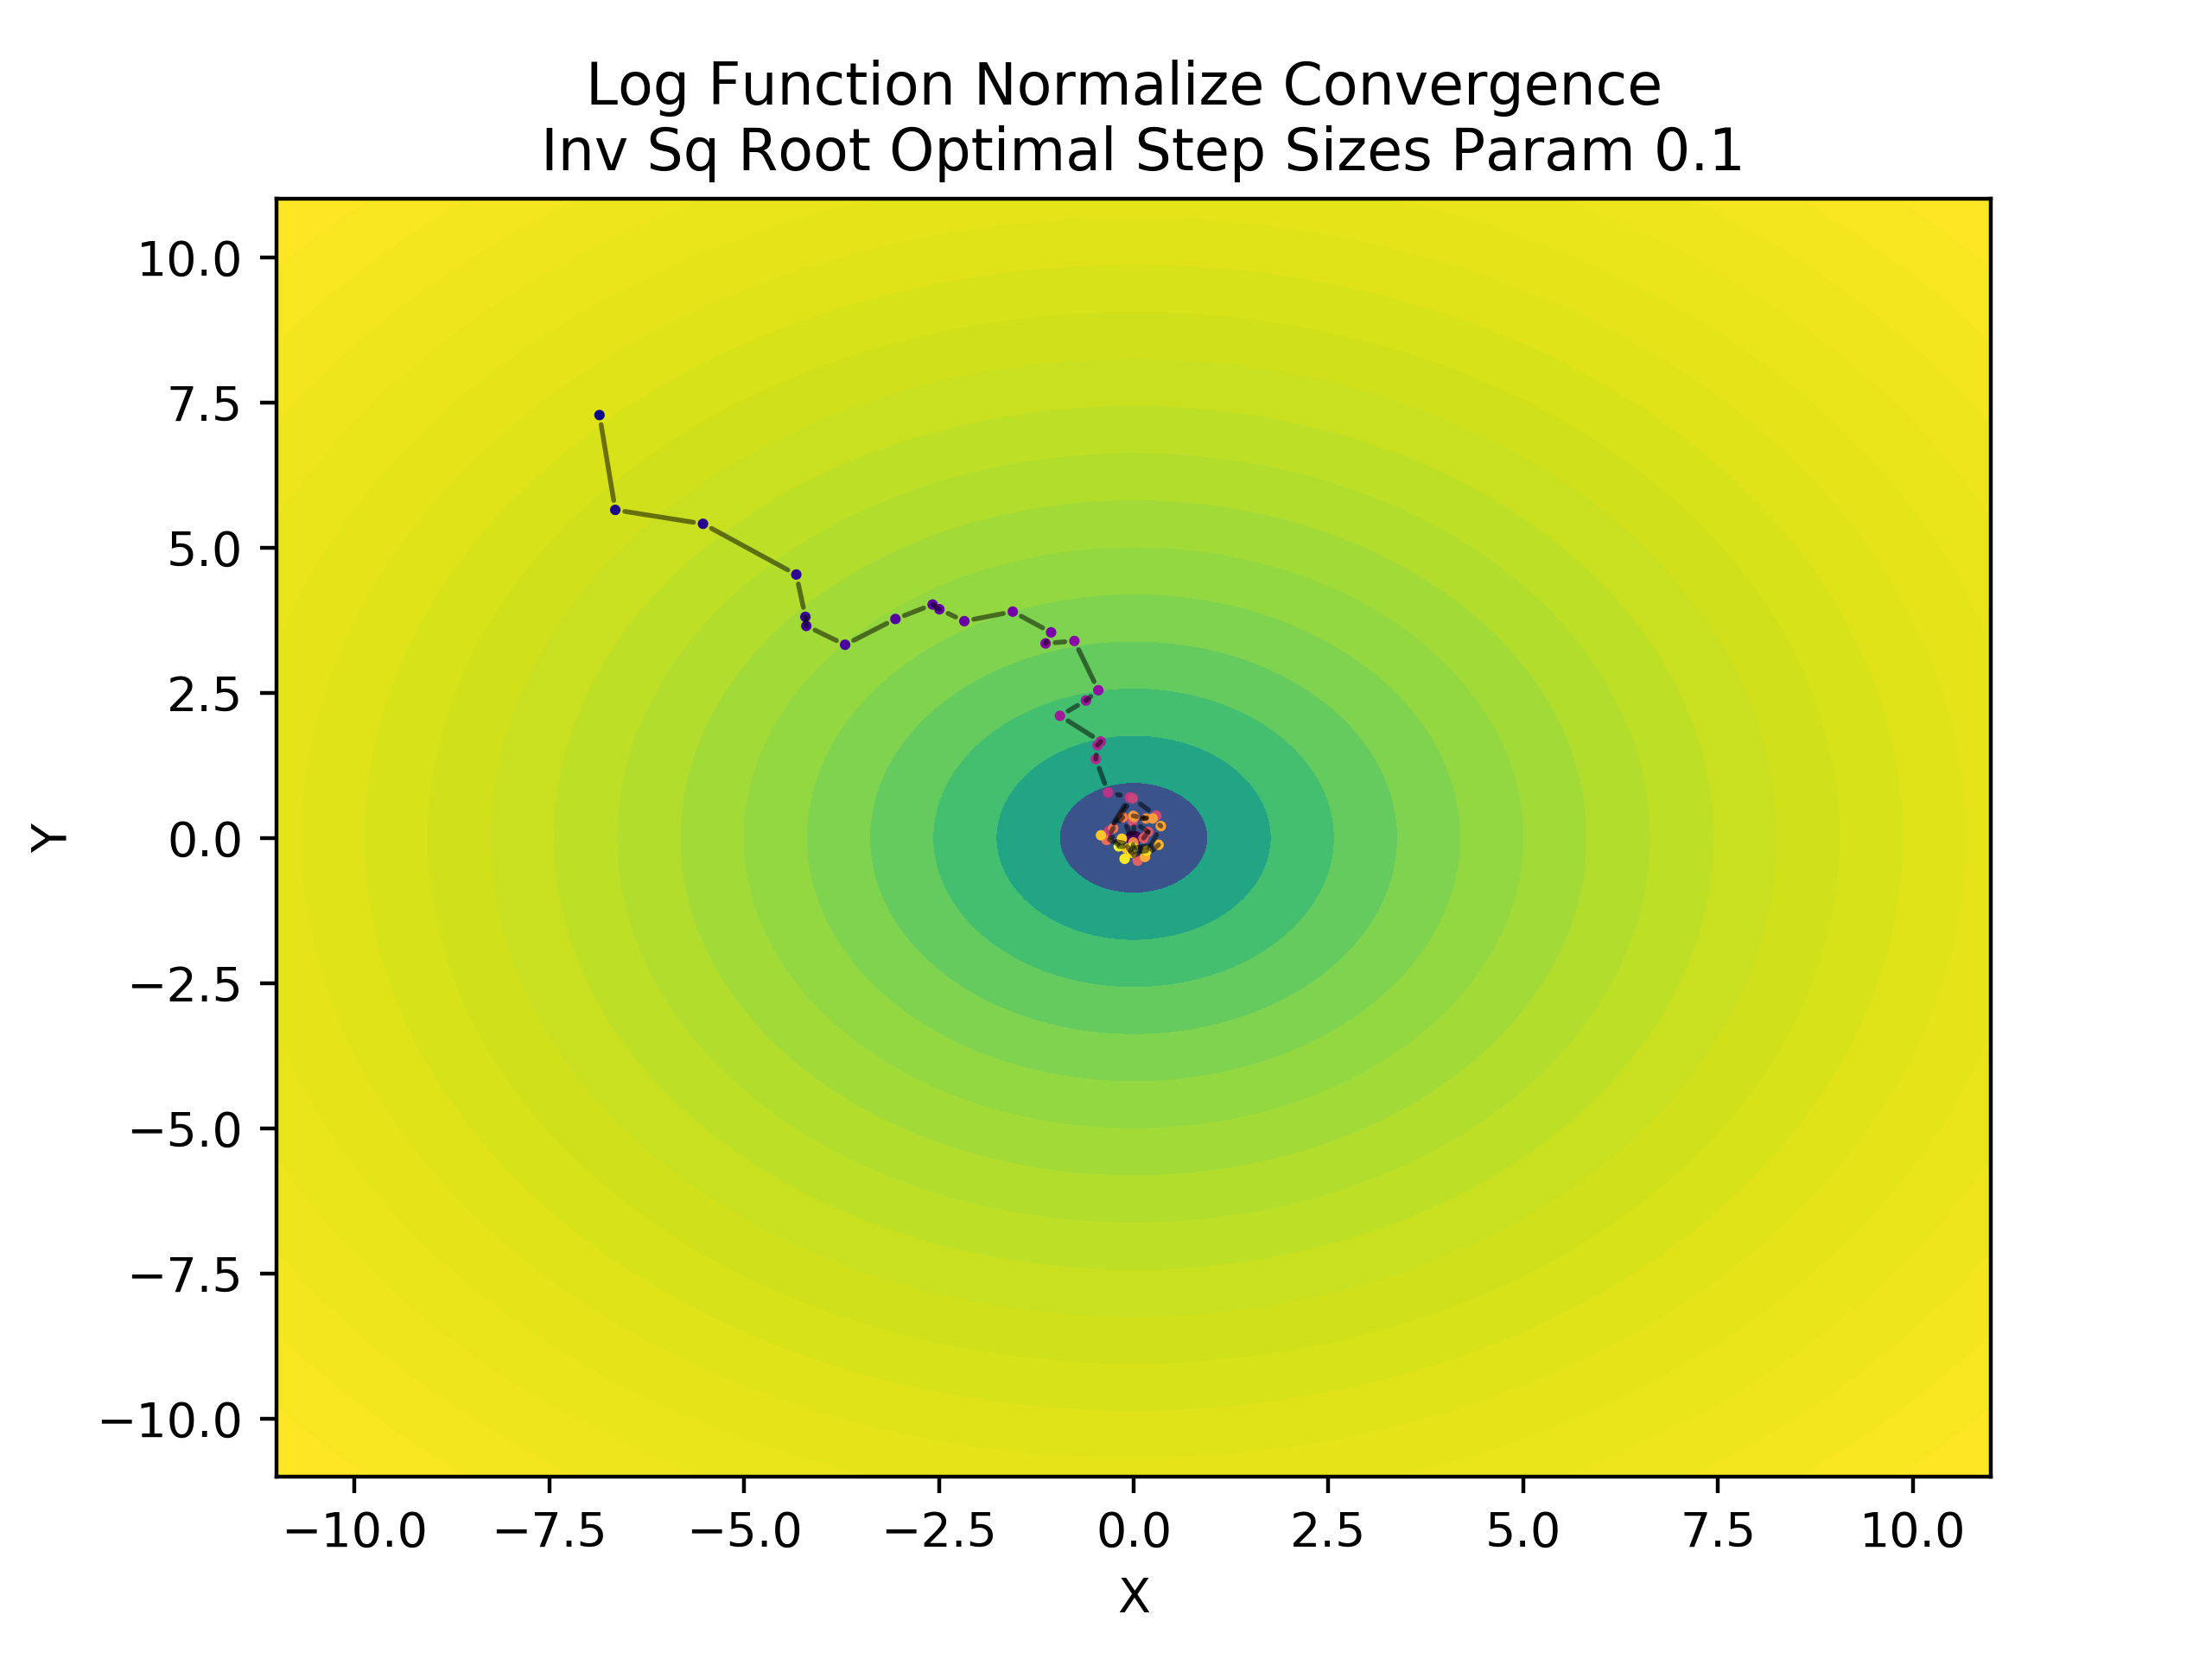 Log Function Normalize Convergence
Inv Sq Root Optimal Step Sizes Param 0.1
10.0
7.5
5.0
2.5
0.0
−2.5
−5.0
−7.5
−10.0
Y
−10.0 −7.5 −5.0 −2.5 0.0 2.5 5.0 7.5 10.0
X